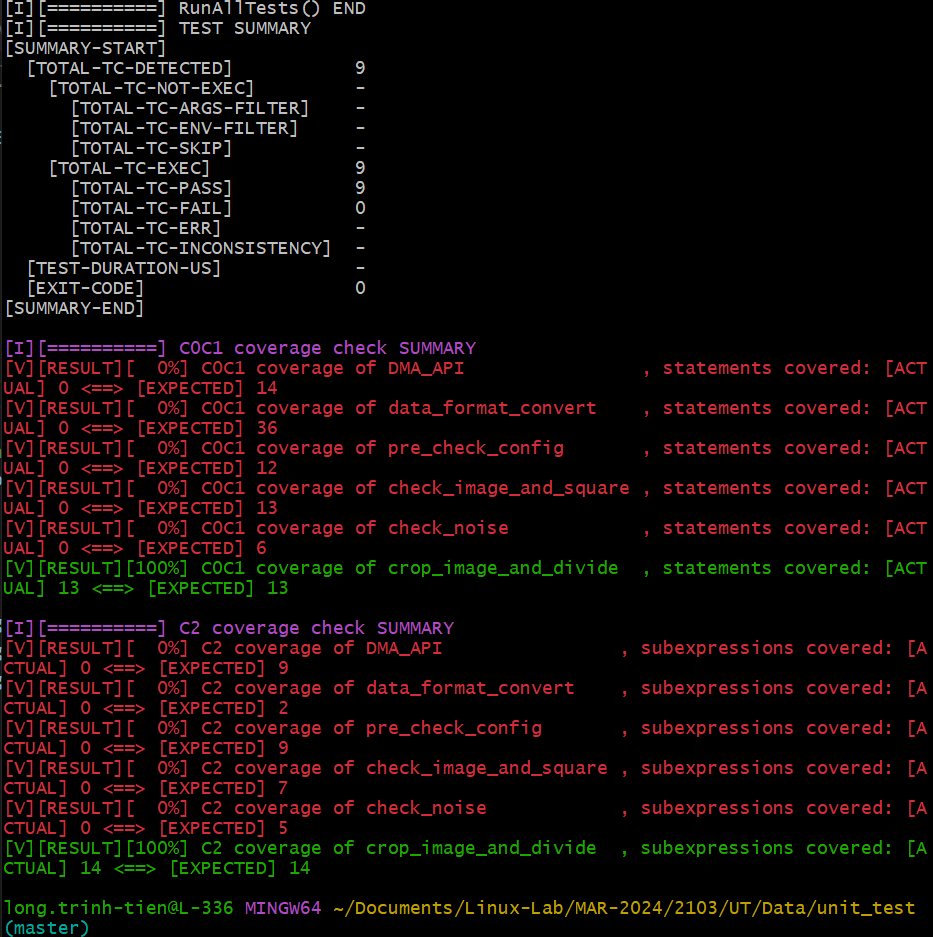 [I][==========] RunAllTests() END
[I][==========] TEST SUMMARY
[SUMMARY-START]
  [TOTAL-TC-DETECTED]           9
    [TOTAL-TC-NOT-EXEC]         -
      [TOTAL-TC-ARGS-FILTER]    -
      [TOTAL-TC-ENV-FILTER]     -
      [TOTAL-TC-SKIP]           -
    [TOTAL-TC-EXEC]             9
      [TOTAL-TC-PASS]           9
      [TOTAL-TC-FAIL]           0
      [TOTAL-TC-ERR]            -
      [TOTAL-TC-INCONSISTENCY]  -
  [TEST-DURATION-US]            -
  [EXIT-CODE]                   0
[SUMMARY-END]
[I][==========] C0C1 coverage check SUMMARY
[V][RESULT][  0%] C0C1 coverage of DMA_API                , statements covered: [ACT
UAL] 0 <==> [EXPECTED] 14
[V][RESULT][  0%] C0C1 coverage of data_format_convert    , statements covered: [ACT
UAL] 0 <==> [EXPECTED] 36
[V][RESULT][  0%] C0C1 coverage of pre_check_config       , statements covered: [ACT
UAL] 0 <==> [EXPECTED] 12
[V][RESULT][  0%] C0C1 coverage of check_image_and_square , statements covered: [ACT
UAL] 0 <==> [EXPECTED] 13
[V][RESULT][  0%] C0C1 coverage of check_noise            , statements covered: [ACT
UAL] 0 <==> [EXPECTED] 6
[V][RESULT][100%] C0C1 coverage of crop_image_and_divide  , statements covered: [ACT
UAL] 13 <==> [EXPECTED] 13
[I][==========] C2 coverage check SUMMARY
[V][RESULT][  0%] C2 coverage of DMA_API                , subexpressions covered: [A
CTUAL] 0 <==> [EXPECTED] 9
[V][RESULT][  0%] C2 coverage of data_format_convert    , subexpressions covered: [A
CTUAL] 0 <==> [EXPECTED] 2
[V][RESULT][  0%] C2 coverage of pre_check_config       , subexpressions covered: [A
CTUAL] 0 <==> [EXPECTED] 9
[V][RESULT][  0%] C2 coverage of check_image_and_square , subexpressions covered: [A
CTUAL] 0 <==> [EXPECTED] 7
[V][RESULT][  0%] C2 coverage of check_noise            , subexpressions covered: [A
CTUAL] 0 <==> [EXPECTED] 5
[V][RESULT][100%] C2 coverage of crop_image_and_divide  , subexpressions covered: [A
CTUAL] 14 <==> [EXPECTED] 14
long.trinh-tien@L-336 MINGW64 ~/Documents/Linux-Lab/MAR-2024/2103/UT/Data/unit_test
(master)